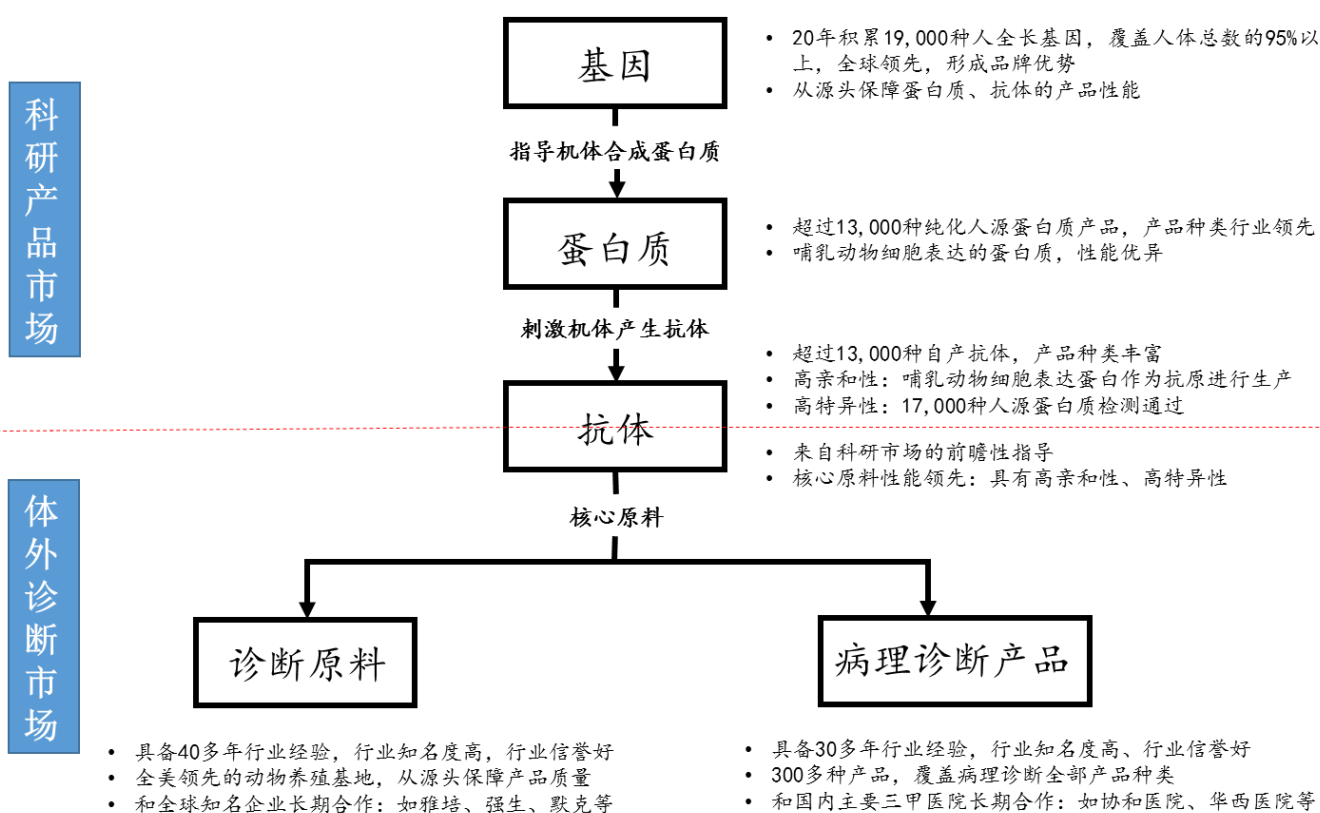 科研产品市场
基因
• 20年积累19,000种人全长基因，覆盖人体总数的95%以
上，全球领先，形成品牌优势
• 从源头保障蛋白质、抗体的产品性能
指导机体合成蛋白质
蛋白质
• 超过13,000种纯化人源蛋白质产品，产品种类行业领先
• 哺乳动物细胞表达的蛋白质，性能优异
刺激机体产生抗体
• 超过13,000种自产抗体，产品种类丰富
• 高亲和性：哺乳动物细胞表达蛋白作为抗原进行生产
• 高特异性：17,000种人源蛋白质检测通过
抗体
体外诊断市场
• 来自科研市场的前瞻性指导
• 核心原料性能领先：具有高亲和性、高特异性
核心原料
诊断原料
• 具备40多年行业经验，行业知名度高，行业信誉好
• 全美领先的动物养殖基地，从源头保障产品质量
• 和全球知名企业长期合作：如雅培、强生、默克等
病理诊断产品
• 具备30多年行业经验，行业知名度高、行业信誉好
• 300多种产品，覆盖病理诊断全部产品种类
• 和国内主要三甲医院长期合作：如协和医院、华西医院等